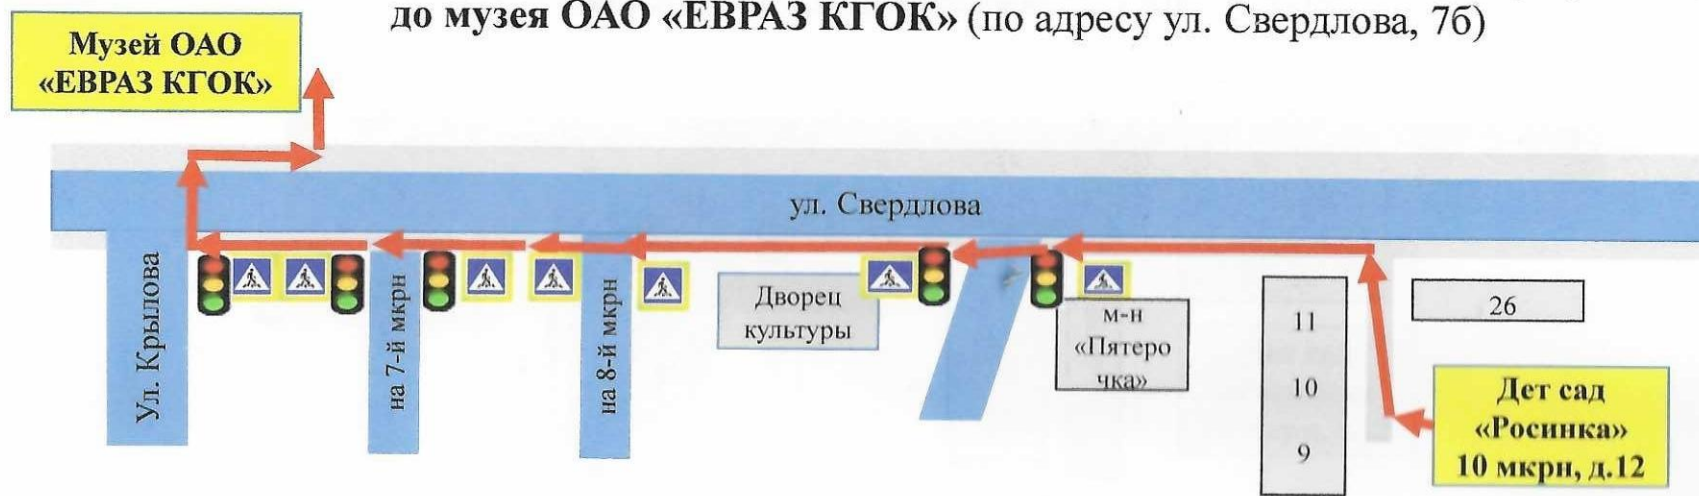 до музея ОАО «ЕВРАЗ КГОК» (по адресу ул. Свердлова, 7б)
Музей ОАО
«ЕВРАЗ КГОК»
ул. Свердлова
Ул. Крылова
на 7-й мкрн
на 8-й мкрн
Дворец
культуры
м-н
«Пятеро
чка»
11
10
9
26
Дет сад
«Росинка»
10 мкрн, д.12